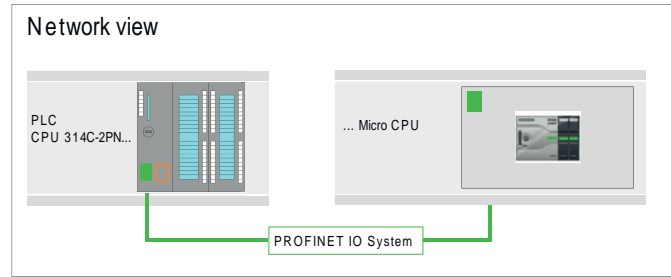 Network view
PLC
CPU 314C-2PN...
... Micro CPU
PROFINET IO System